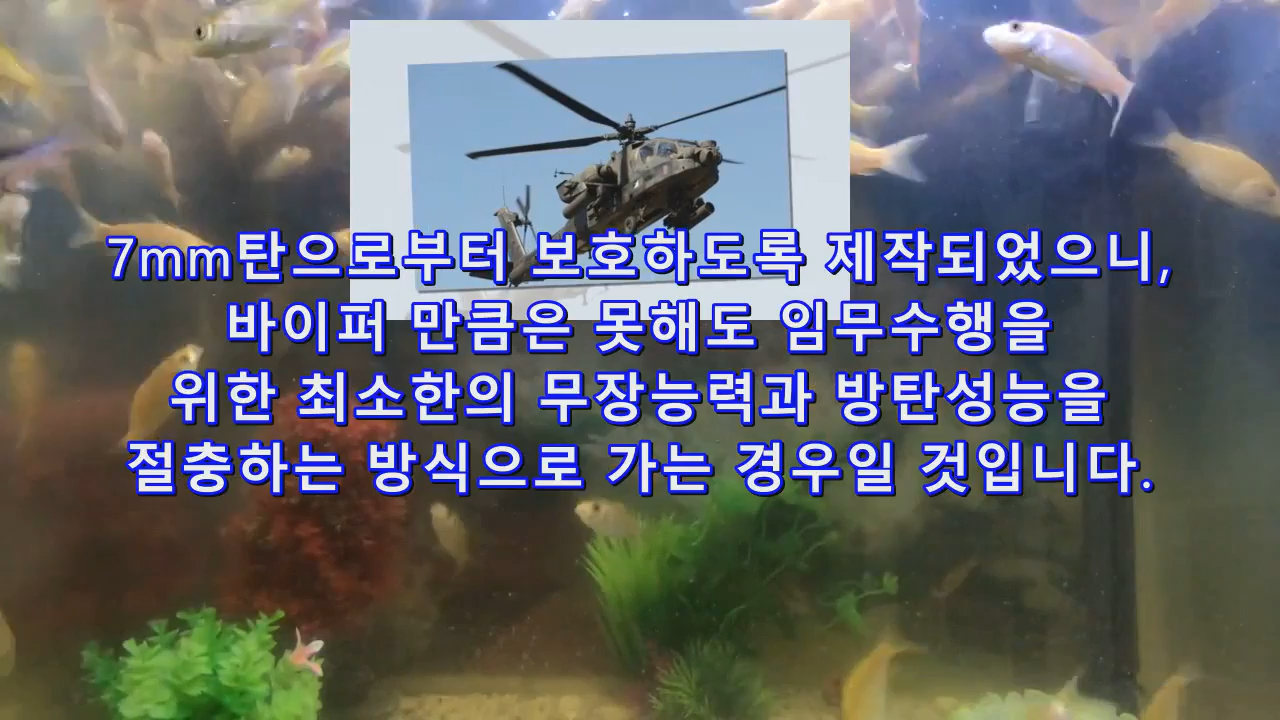 7mm탄으로부터 보호하도록 제작되었으니,
바이퍼 만큼은 못해도 임무수행을
위한 최소한의 무장능력과 방탄성능을
절충하는 방식으로 가는 경우일 것입니다.